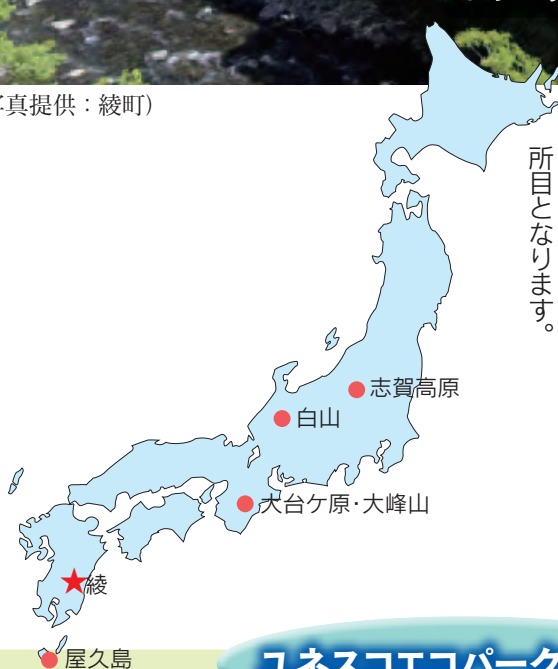 真提供：綾町）
所目となります。
志賀高原
白山
大台ケ原・大峰山
綾
屋久島
ユネスコエコパーク